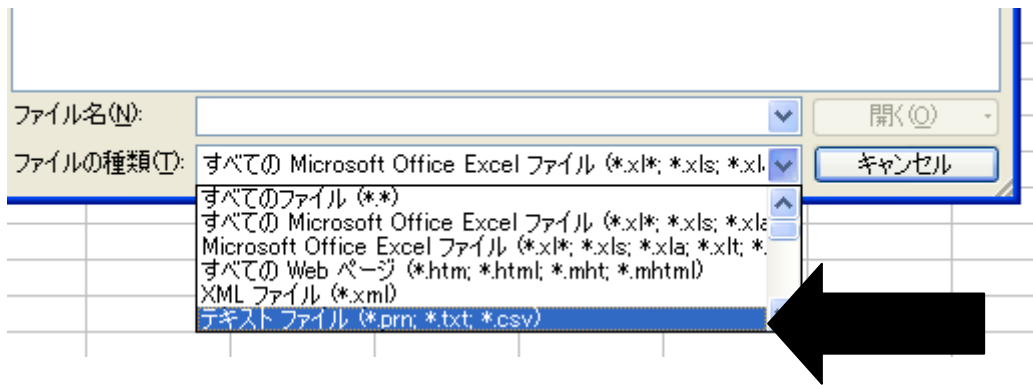 ファイル名(N):
開く(O)
ファイルの種類(T):
すべての Microsoft Office Excel ファイル (*.xl*; *.xls; *.xl
キャンセル
すべてのファイル (*.*)
すべての Microsoft Office Excel ファイル (*.xl*; *.xls; *.xla
Microsoft Office Excel ファイル (*.xl*; *.xls; *.xla; *.xlt; *.
すべての Web ページ (*.htm; *.html; *.mht; *.mhtml)
XML ファイル (*.xml)
テキスト ファイル (*.prn; *.txt; *.csv)